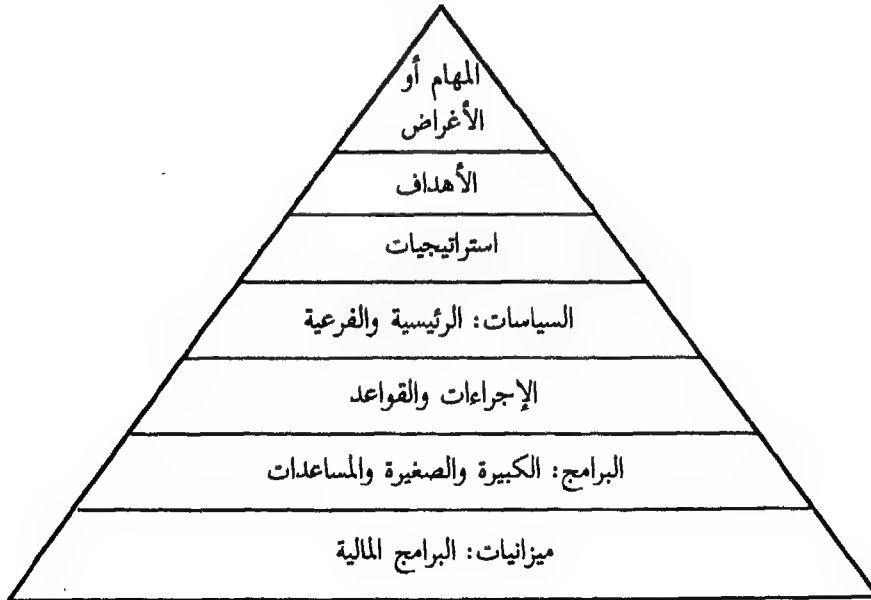 المهام أو
الأغراض
الأهداف
استراتيجيات
السياسات: الرئيسية والفرعية
الإجراءات والقواعد
البرامج: الكبيرة والصغيرة والمساعدات
ميزانيات: البرامج المالية